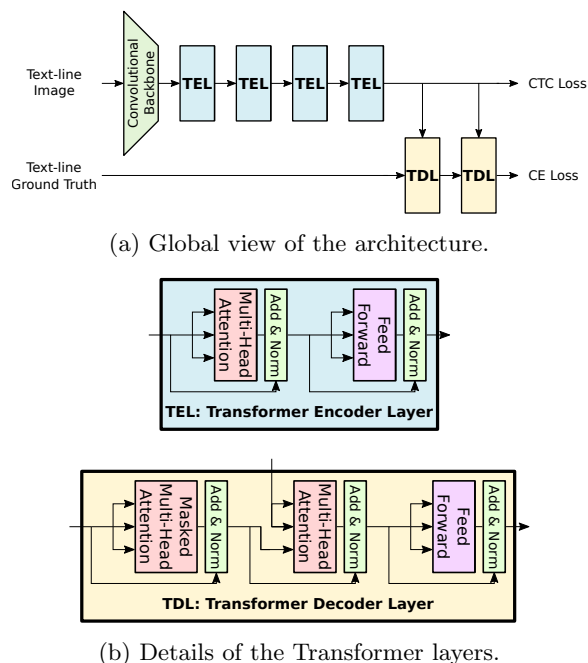 Text-line
Image
Convolutional
Backbone
TEL
TEL
TEL
TEL
CTC Loss
Text-line
Ground Truth
TDL
TDL
CE Loss
(a) Global view of the architecture.
Multi-Head
Attention
Add & Norm
Feed
Forward
Add & Norm
TEL: Transformer Encoder Layer
Masked
Multi-Head
Attention
Add & Norm
Multi-Head
Attention
Add & Norm
Feed
Forward
Add & Norm
TDL: Transformer Decoder Layer
(b) Details of the Transformer layers.